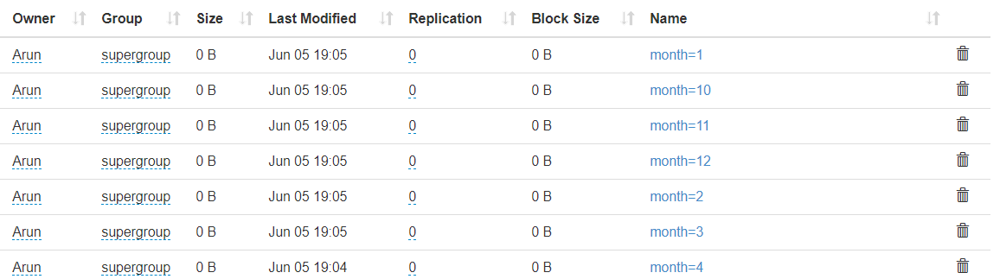 Owner Group Size Last Modified Replication Block Size Name
Arun supergroup 0 B Jun 05 19:05 0 0 B month=1
Arun supergroup 0 B Jun 05 19:05 0 0 B month=10
Arun supergroup 0 B Jun 05 19:05 0 0 B month=11
Arun supergroup 0 B Jun 05 19:05 0 0 B month=12
Arun supergroup 0 B Jun 05 19:05 0 0 B month=2
Arun supergroup 0 B Jun 05 19:05 0 0 B month=3
Arun supergroup 0 B Jun 05 19:04 0 0 B month=4